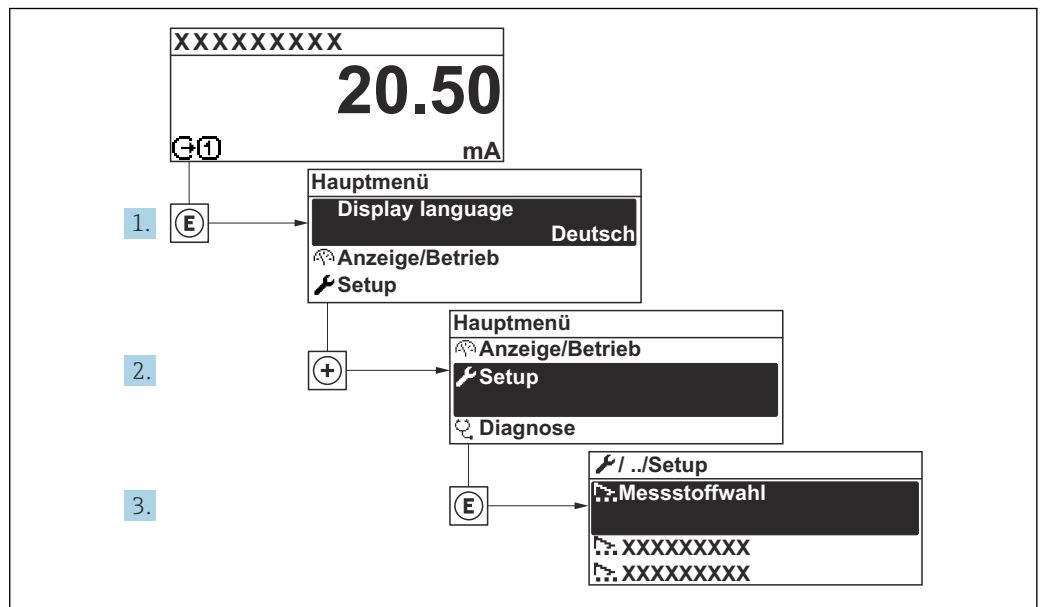 XXXXXXXXX
20.50
1
mA
Hauptmenü
1.
E
Display language
Deutsch
Anzeige/Betrieb
Setup
Hauptmenü
Anzeige/Betrieb
2.
+
Setup
Diagnose
/ ../Setup
3.
E
Messstoffwahl
XXXXXXXXX
XXXXXXXXX